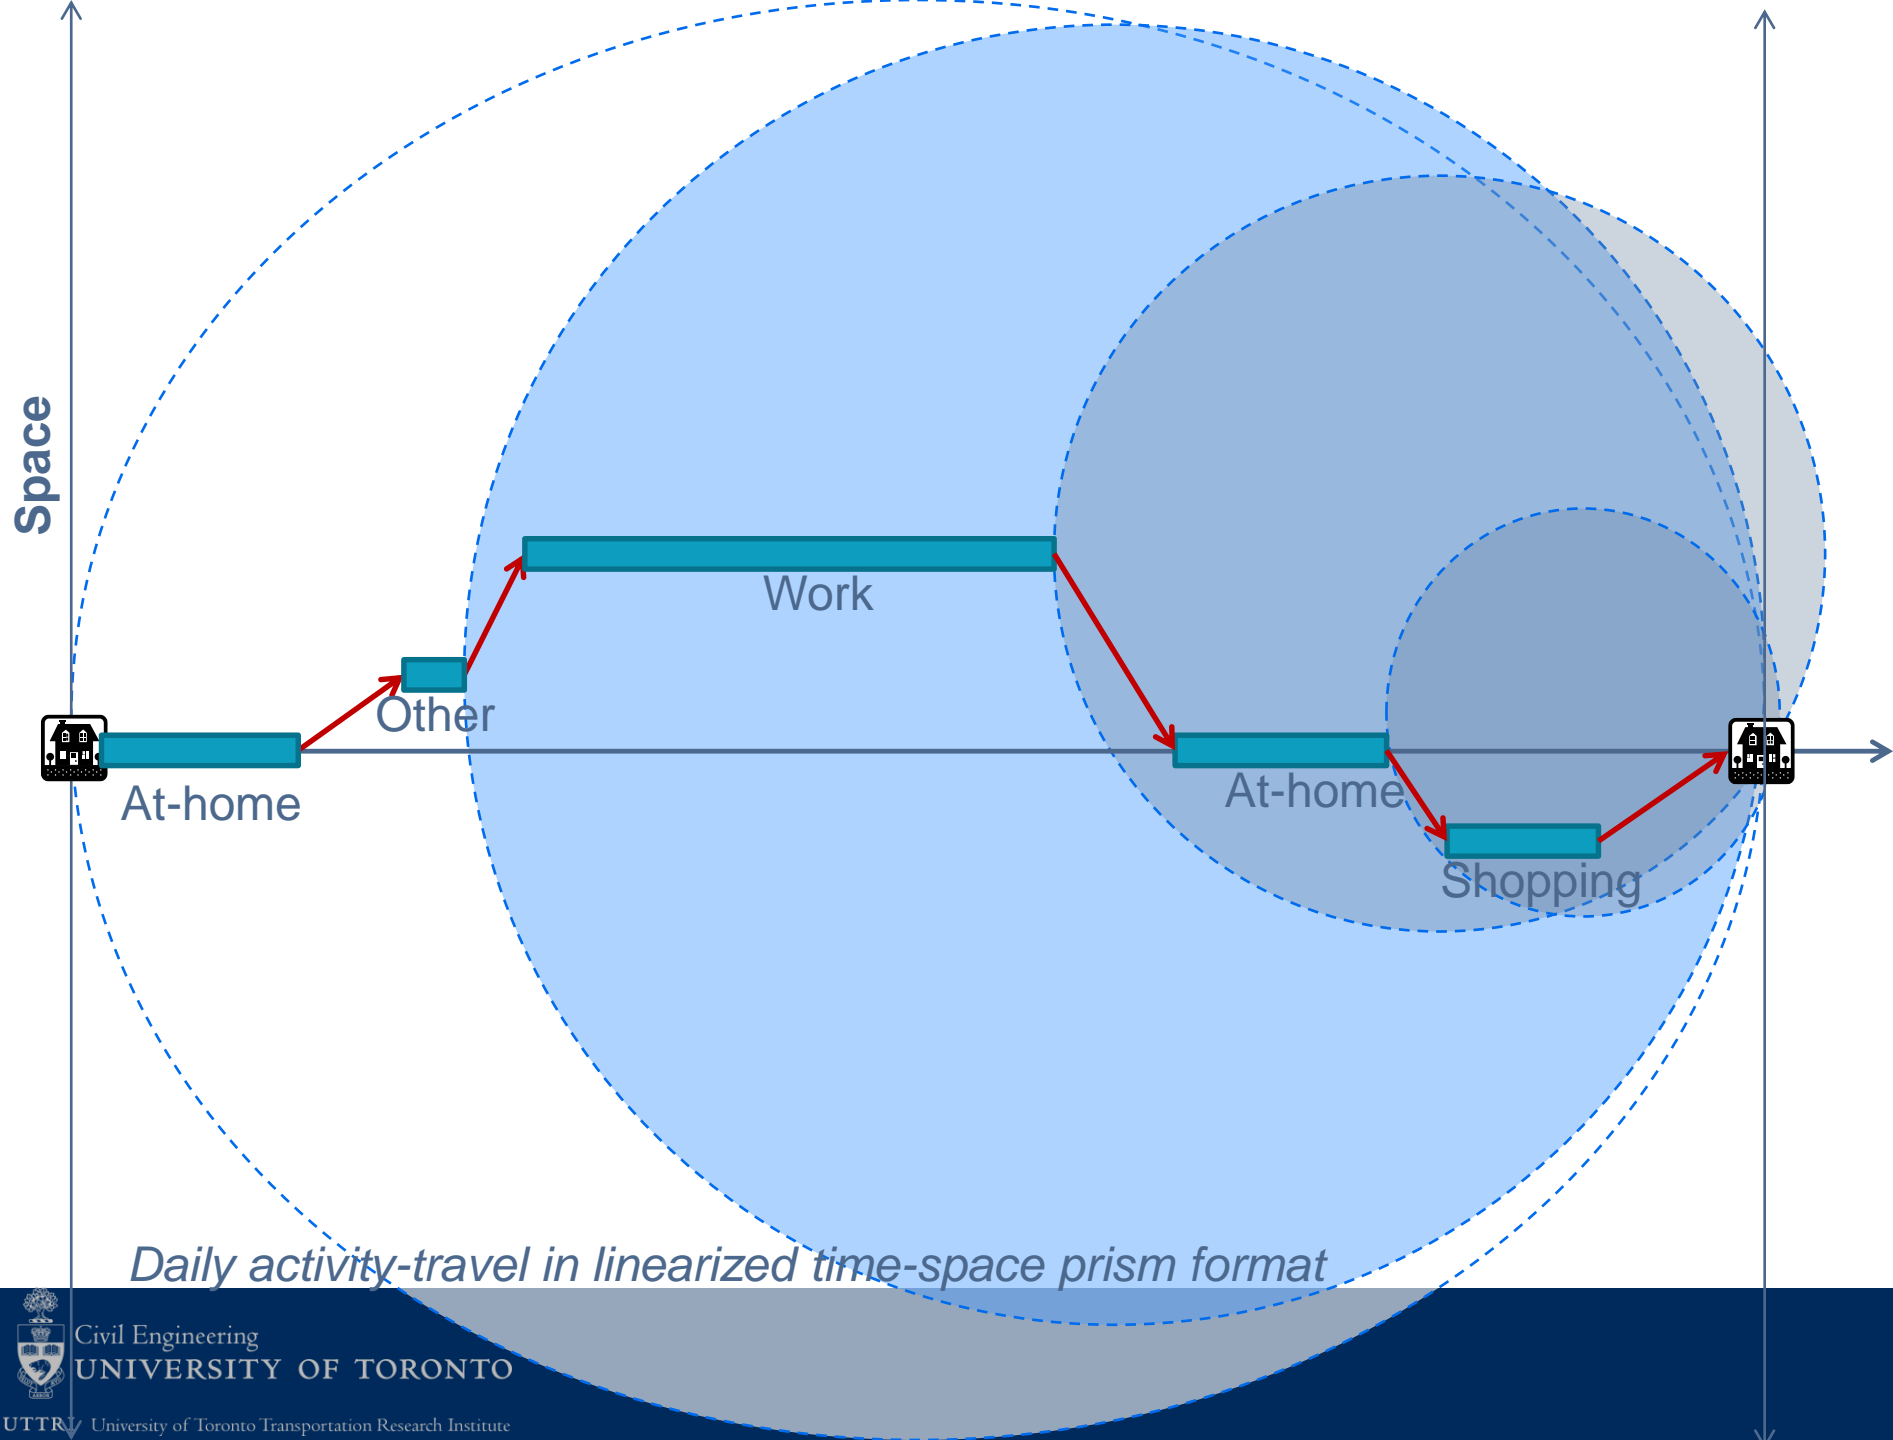 Space
Work
Other
At-home
At-home
Shopping
Daily activity-travel in linearized time-space prism format
Civil Engineering
UNIVERSITY OF TORONTO
UTTRI University of Toronto Transportation Research Institute